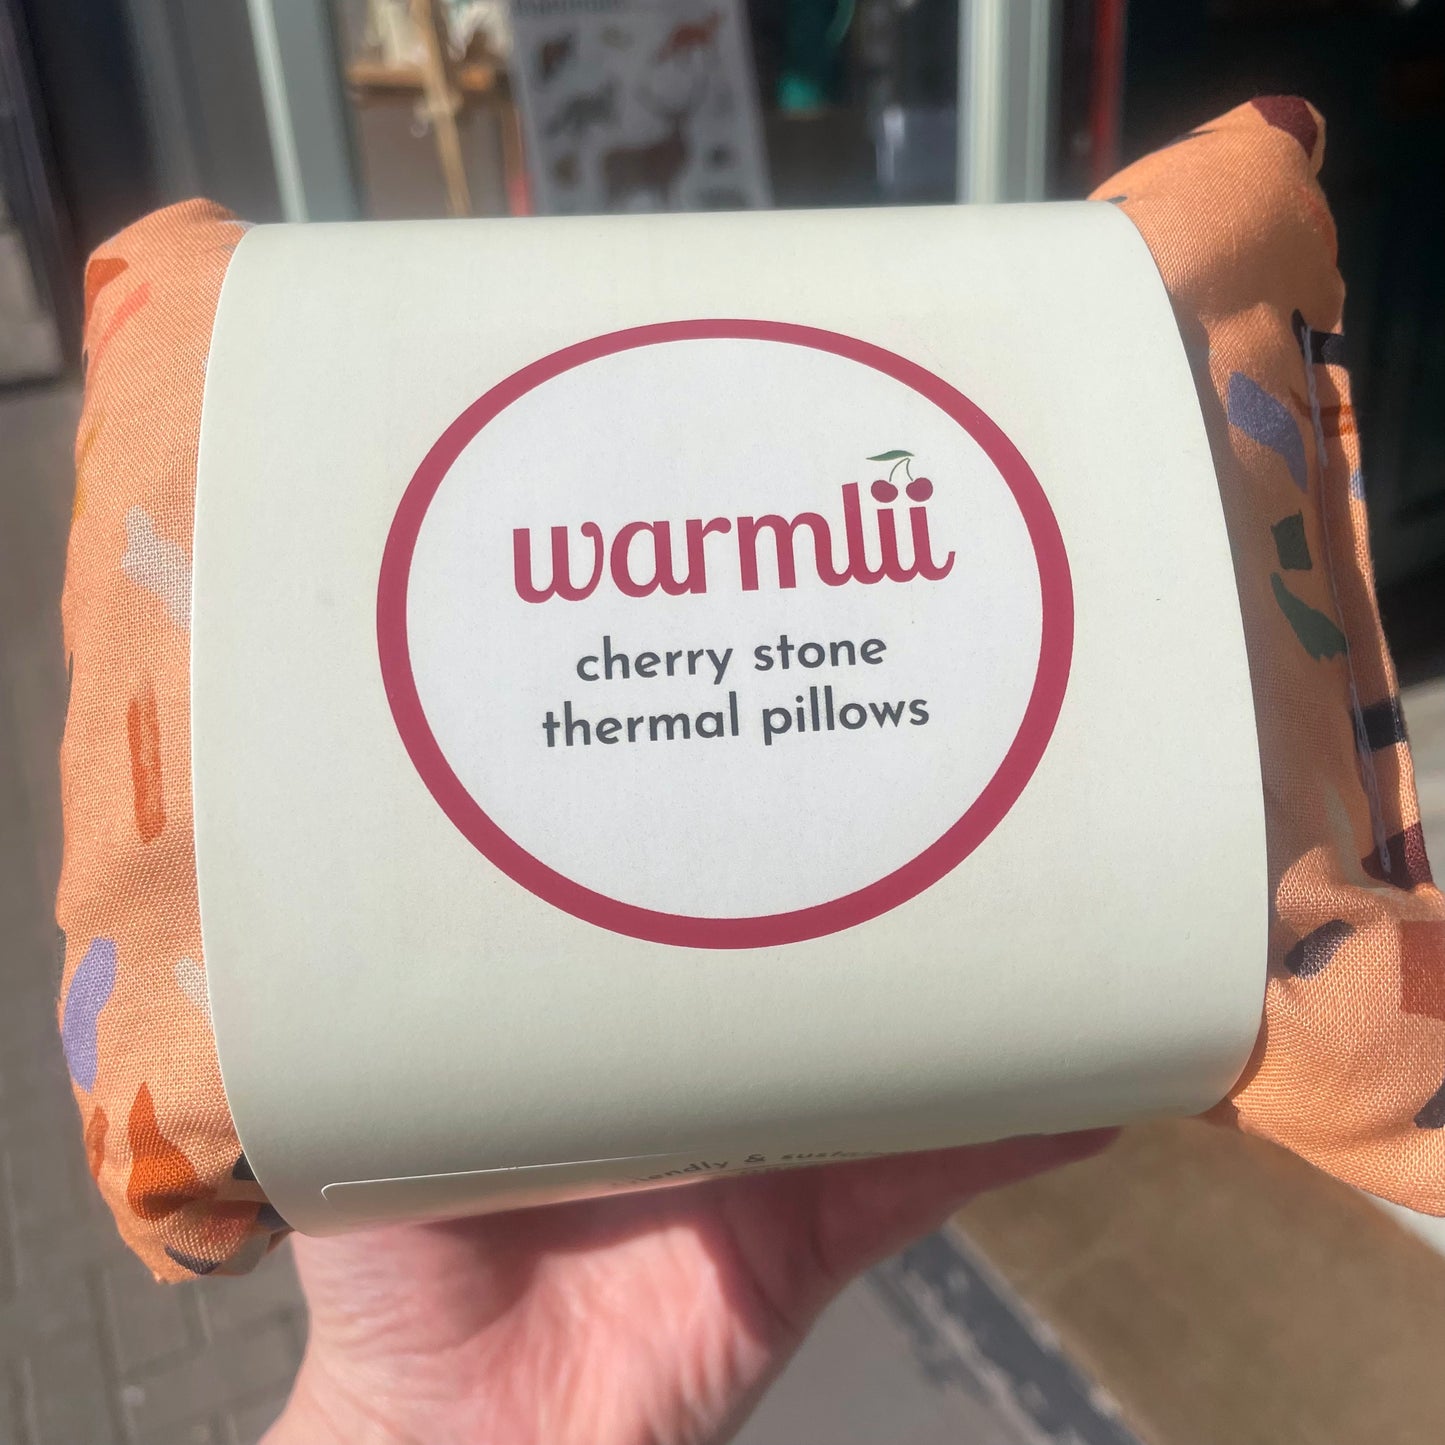 warmlii
cherry stone
thermal pillows
&